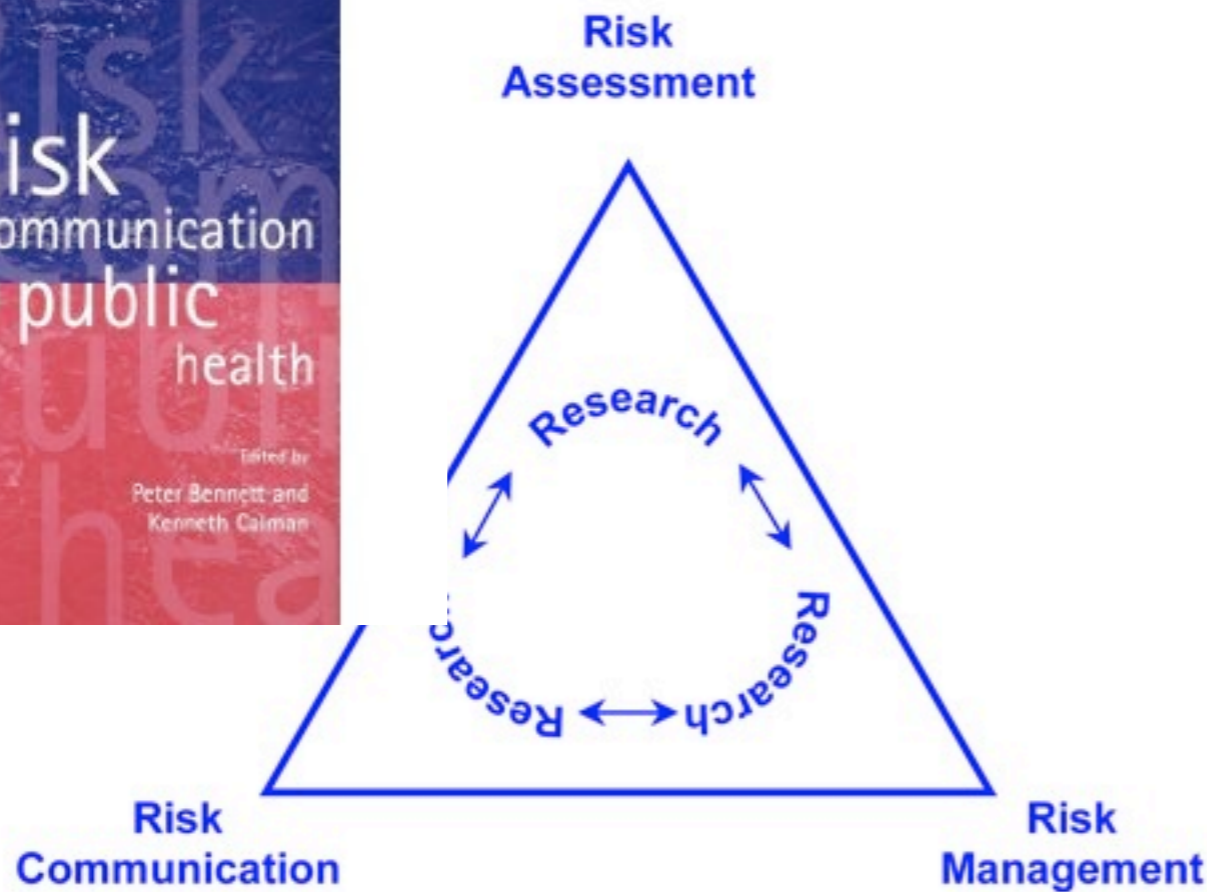 isk
ommunication
public
health
Edited by
Peter Bennett and
Kenneth Calman
Risk
Assessment
Research
Research
Research
Risk
Communication
Risk
Management